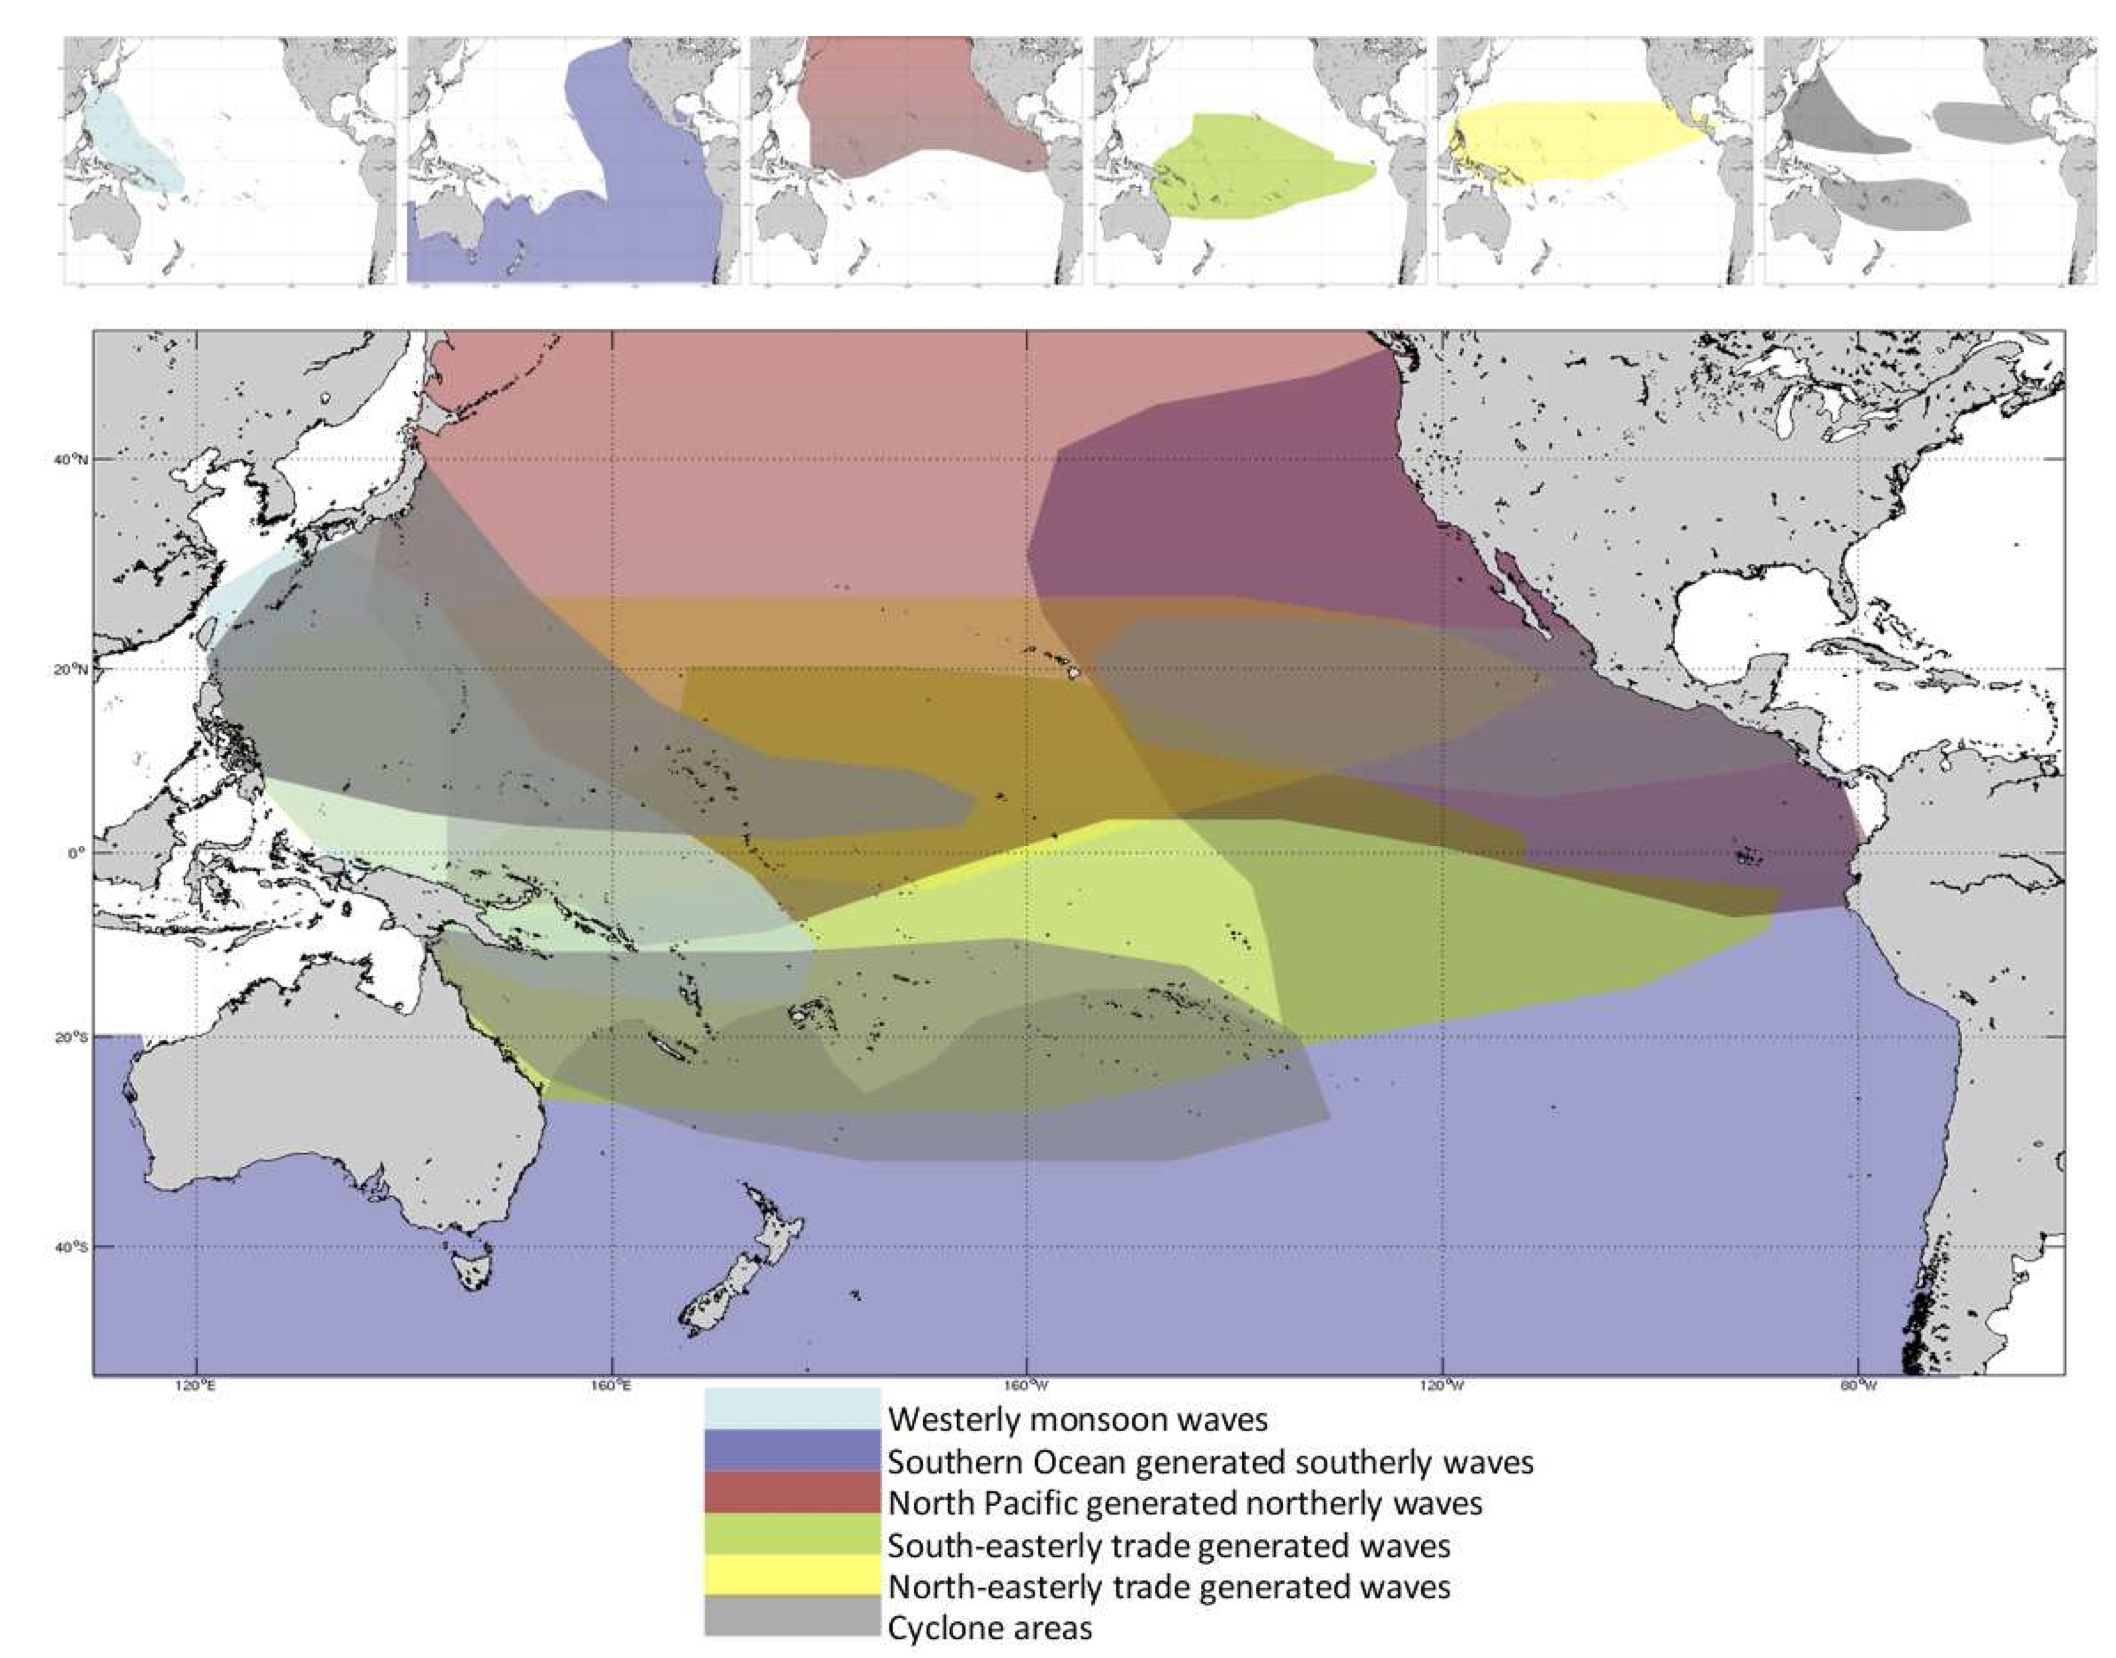 40°N
20°N
0°
20°S
40°S
120°E
160°E
160°W
120°W
80°W
Westerly monsoon waves
Southern Ocean generated southerly waves
North Pacific generated northerly waves
South-easterly trade generated waves
North-easterly trade generated waves
Cyclone areas